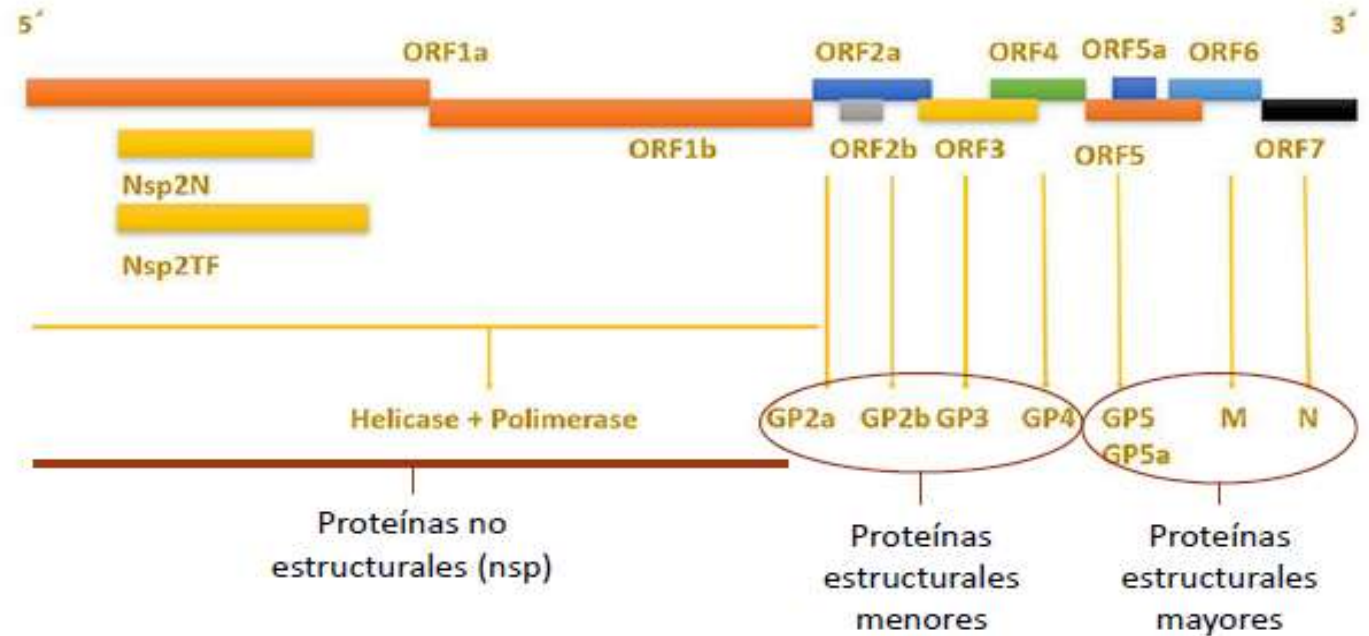 5´ 3´
ORF1a ORF2a ORF4 ORF5a ORF6
ORF1b ORF2b ORF3 ORF5 ORF7
Nsp2N
Nsp2TF
Helicase + Polimerase GP2a GP2b GP3 GP4 GP5 M N
GP5a
Proteínas no
estructurales (nsp)
Proteínas
estructurales
menores
Proteínas
estructurales
mayores